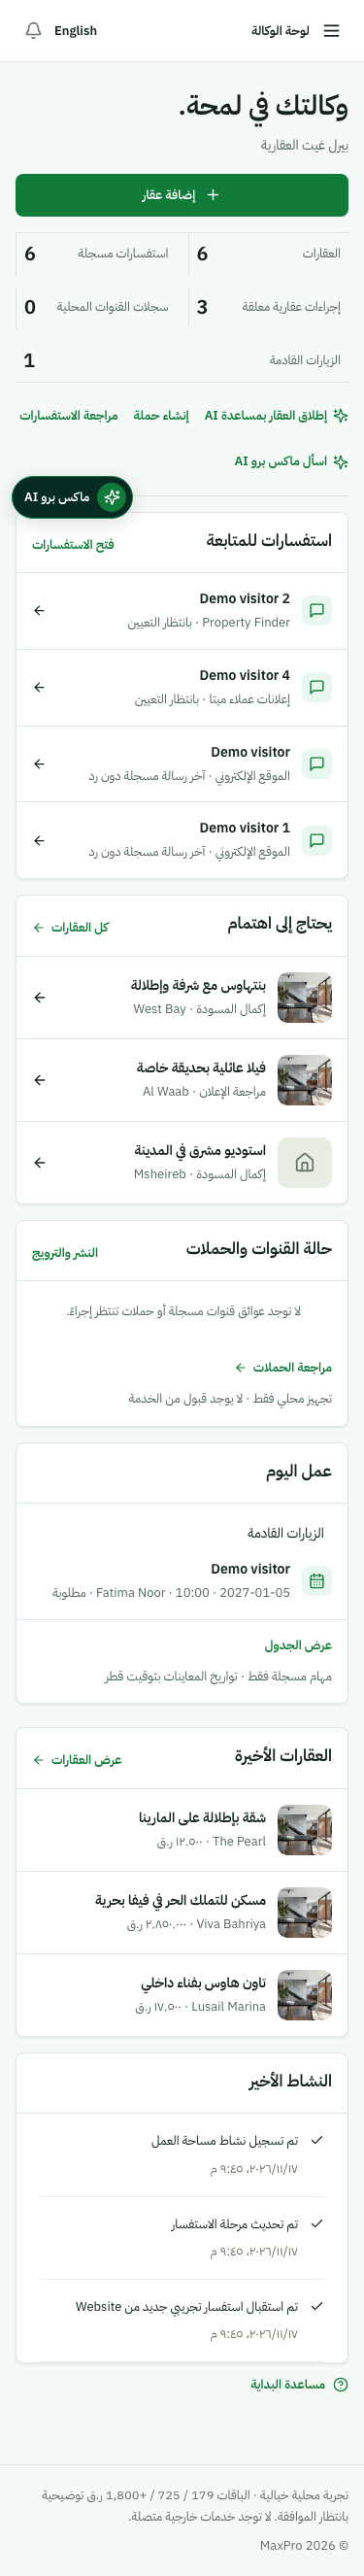 لوحة الوكالة
English
وكالتك في لمحة.
بيرل غيت العقارية
إضافة عقار
العقارات 6
استفسارات مسجلة 6
إجراءات عقارية معلقة 3
سجلات القنوات المحلية 0
الزيارات القادمة 1
إطلاق العقار بمساعدة AI
إنشاء حملة
مراجعة الاستفسارات
اسأل ماكس برو AI
ماكس برو AI
استفسارات للمتابعة
فتح الاستفسارات
Demo visitor 2
Property Finder · بانتظار التعيين
Demo visitor 4
إعلانات عملاء ميتا · بانتظار التعيين
Demo visitor
الموقع الإلكتروني · آخر رسالة مسجلة دون رد
Demo visitor 1
الموقع الإلكتروني · آخر رسالة مسجلة دون رد
يحتاج إلى اهتمام
كل العقارات
بنتهاوس مع شرفة وإطلالة
إكمال المسودة · West Bay
فيلا عائلية بحديقة خاصة
مراجعة الإعلان · Al Waab
استوديو مشرق في المدينة
إكمال المسودة · Msheireb
حالة القنوات والحملات
النشر والترويج
لا توجد عوائق قنوات مسجلة أو حملات تنتظر إجراءً.
مراجعة الحملات
تجهيز محلي فقط · لا يوجد قبول من الخدمة
عمل اليوم
الزيارات القادمة
Demo visitor
2027-01-05 · 10:00 · Fatima Noor · مطلوبة
عرض الجدول
مهام مسجلة فقط · تواريخ المعاينات بتوقيت قطر
العقارات الأخيرة
عرض العقارات
شقة بإطلالة على المارينا
The Pearl · ١٢٬٥٠٠ ر.ق
مسكن للتملك الحر في فيفا بحرية
Viva Bahriya · ٢٬٨٥٠٬٠٠٠ ر.ق
تاون هاوس بفناء داخلي
Lusail Marina · ١٧٬٥٠٠ ر.ق
النشاط الأخير
تم تسجيل نشاط مساحة العمل
٢٠٢٦/١١/١٧، ٩:٤٥ م
تم تحديث مرحلة الاستفسار
٢٠٢٦/١١/١٧، ٩:٤٥ م
تم استقبال استفسار تجريبي جديد من Website
٢٠٢٦/١١/١٧، ٩:٤٥ م
مساعدة البداية
تجربة محلية خيالية · الباقات 179 / 725 / +1,800 ر.ق توضيحية
بانتظار الموافقة. لا توجد خدمات خارجية متصلة.
© 2026 MaxPro